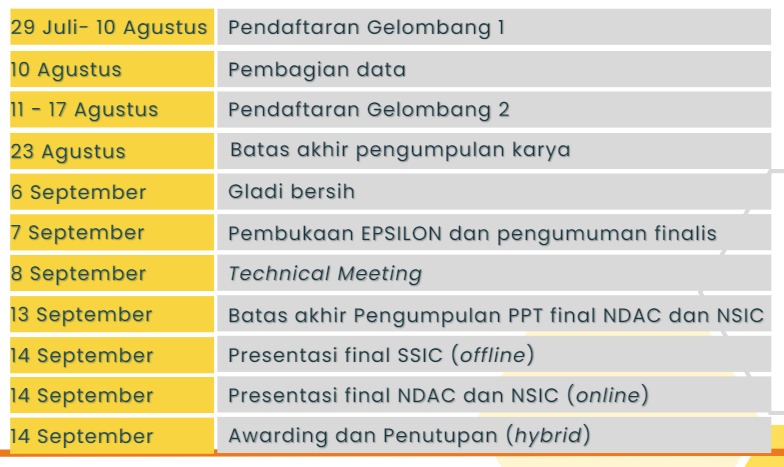 29 Juli- 10 Agustus Pendaftaran Gelombang 1
10 Agustus Pembagian data
11 - 17 Agustus Pendaftaran Gelombang 2
23 Agustus Batas akhir pengumpulan karya
6 September Gladi bersih
7 September Pembukaan EPSILON dan pengumuman finalis
8 September Technical Meeting
13 September Batas akhir Pengumpulan PPT final NDAC dan NSIC
14 September Presentasi final SSIC (offline)
14 September Presentasi final NDAC dan NSIC (online)
14 September Awarding dan Penutupan (hybrid)